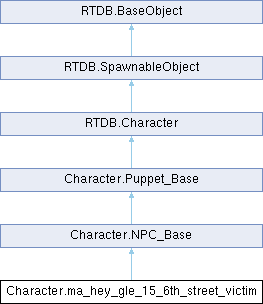 RTDB.BaseObject
RTDB.SpawnableObject
RTDB.Character
Character.Puppet_Base
Character.NPC_Base
Character.ma_hey_gle_15_6th_street_victim